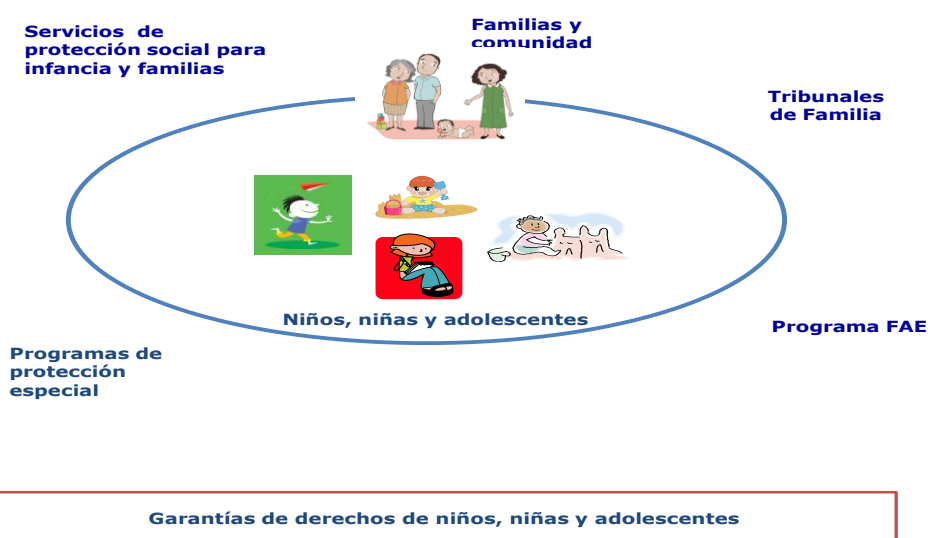 Servicios de
protección social para
infancia y familias
Familias y
comunidad
Tribunales
de Familia
Niños, niñas y adolescentes
Programa FAE
Programas de
protección
especial
Garantías de derechos de niños, niñas y adolescentes